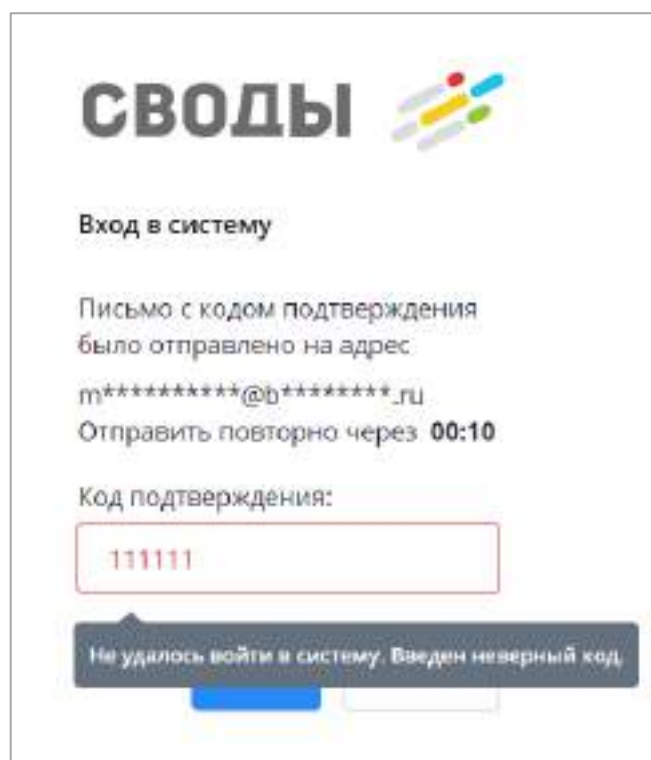 СВОДЫ
Вход в систему
Письмо с кодом подтверждения
было отправлено на адрес
m**********@b********.ru
Отправить повторно через 00:10
Код подтверждения:
111111
Не удалось войти в систему. Введен неверный код.